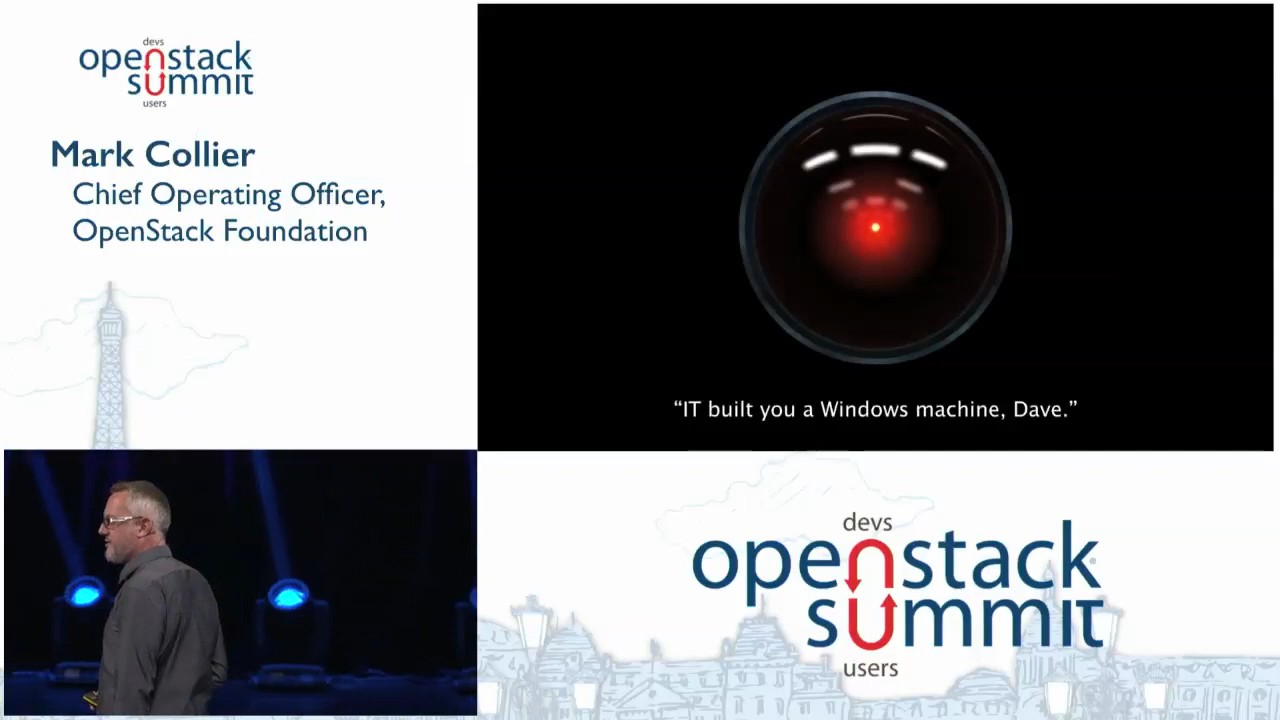 devs
openstack
summit
users
Mark Collier
Chief Operating Officer,
OpenStack Foundation
“IT built you a Windows machine, Dave.”
devs
openstack®
summit
users